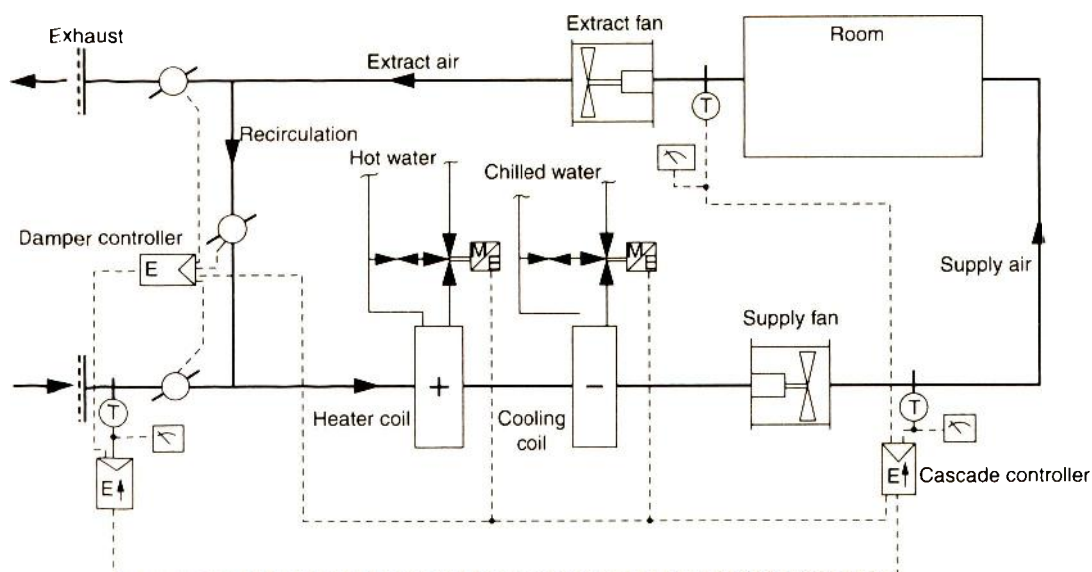 Exhaust
Extract fan
Room
Extract air
T
Recirculation
Hot water
Chilled water
Damper controller
E
M
E
M
E
Supply air
Supply fan
+
−
T
Heater coil
Cooling
coil
T
E
E
Cascade controller